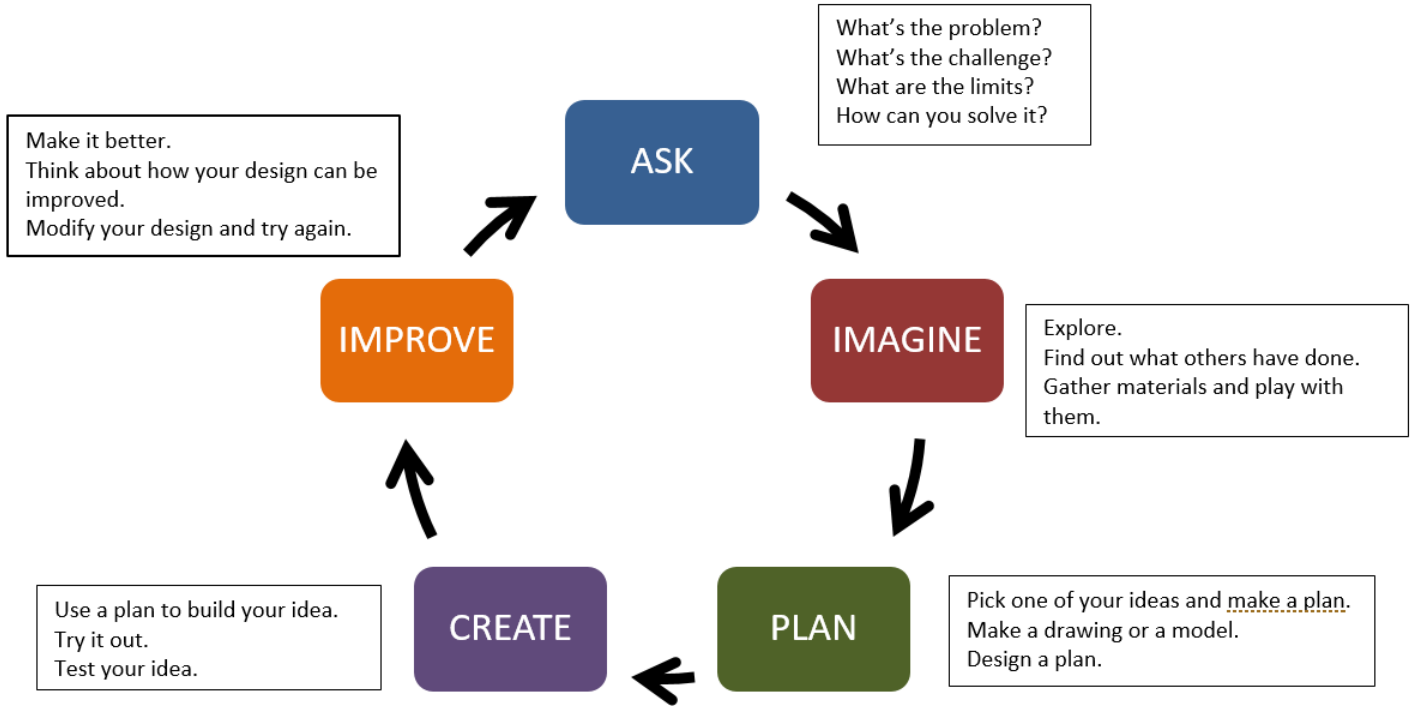 ASK
What’s the problem?
What’s the challenge?
What are the limits?
How can you solve it?
IMAGINE
Explore.
Find out what others have done.
Gather materials and play with
them.
PLAN
Pick one of your ideas and make a plan.
Make a drawing or a model.
Design a plan.
CREATE
Use a plan to build your idea.
Try it out.
Test your idea.
IMPROVE
Make it better.
Think about how your design can be
improved.
Modify your design and try again.